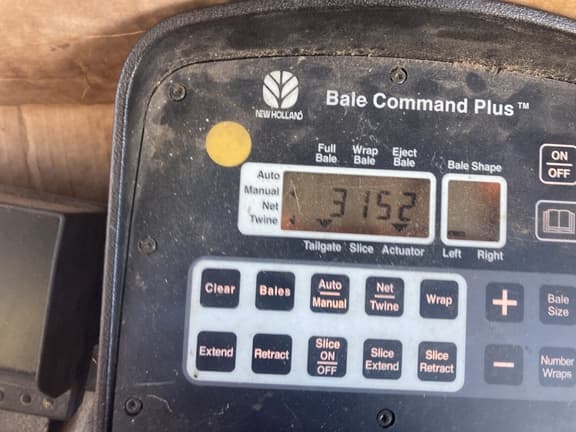 NEW HOLLAND
Bale Command Plus™
Full Bale
Wrap Bale
Eject Bale
Bale Shape
ON
OFF
Auto
Manual
Net
Twine
3152
Tailgate Slice Actuator
Left Right
Clear
Bales
Auto
Manual
Net
Twine
Wrap
+
Bale
Size
Extend
Retract
Slice
ON
OFF
Slice
Extend
Slice
Retract
−
Number
Wraps